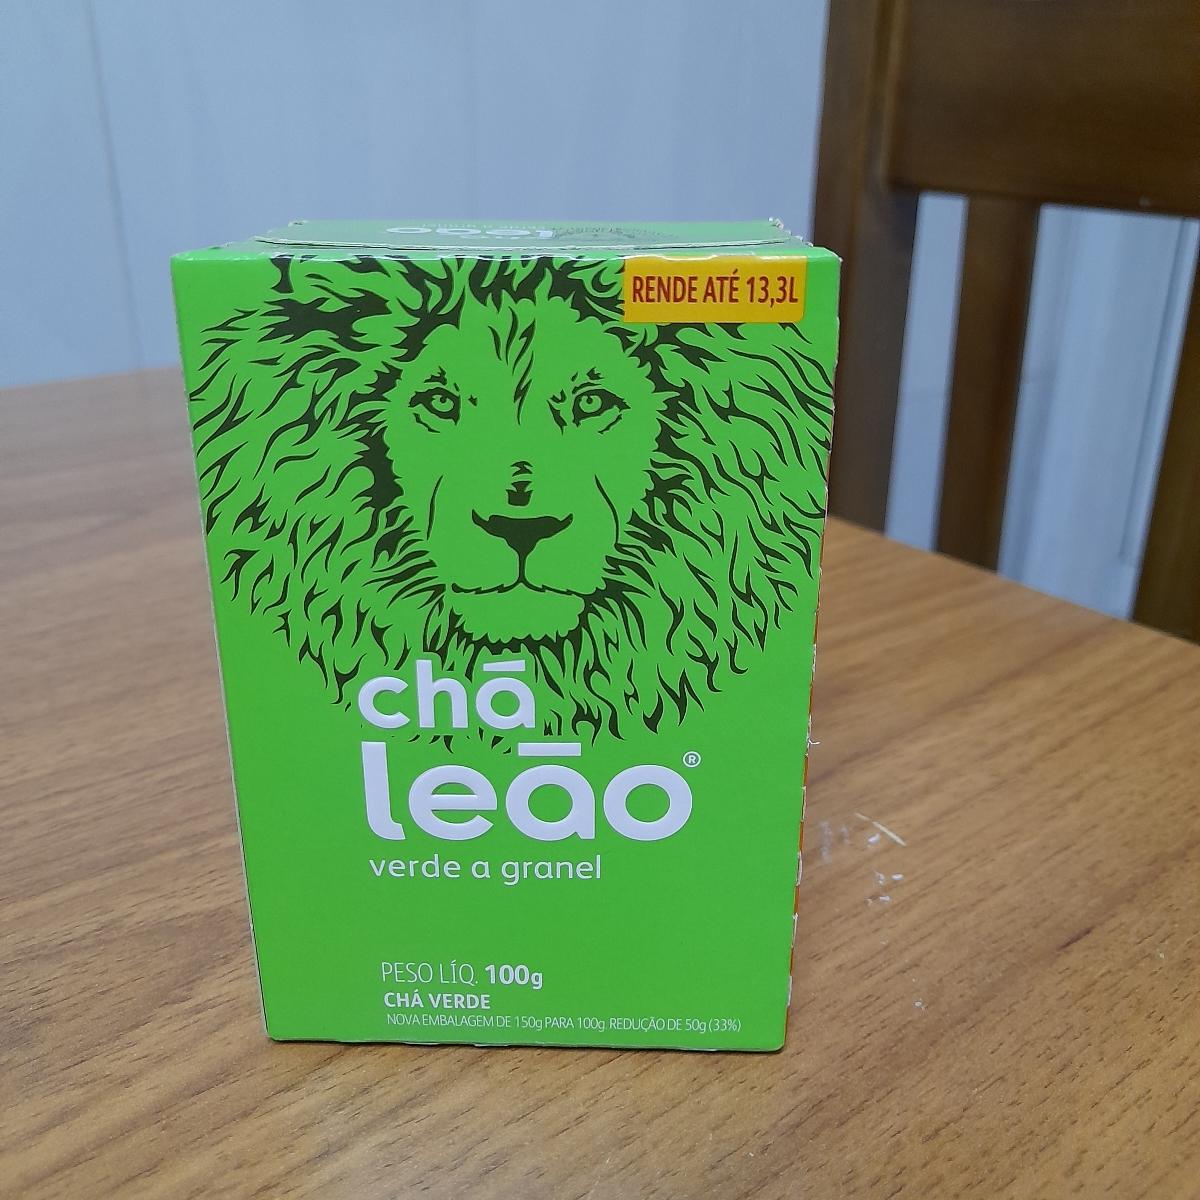 leão
RENDE ATÉ 13,3L
chá
leão®
verde a granel
PESO LÍQ. 100g
CHÁ VERDE
NOVA EMBALAGEM DE 150g PARA 100g. REDUÇÃO DE 50g (33%)